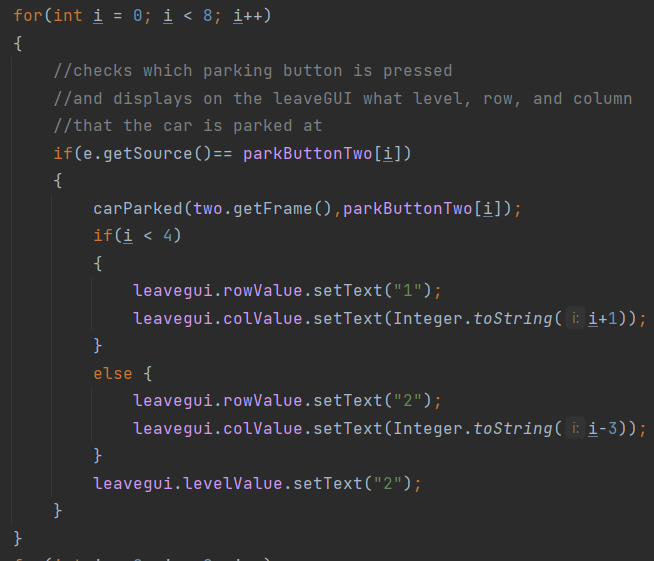 for(int i = 0; i < 8; i++)
{
//checks which parking button is pressed
//and displays on the leaveGUI what level, row, and column
//that the car is parked at
if(e.getSource()== parkButtonTwo[i])
{
carParked(two.getFrame(),parkButtonTwo[i]);
if(i < 4)
{
leavegui.rowValue.setText("1");
leavegui.colValue.setText(Integer.toString( i: i+1));
}
else {
leavegui.rowValue.setText("2");
leavegui.colValue.setText(Integer.toString( i: i-3));
}
leavegui.levelValue.setText("2");
}
}